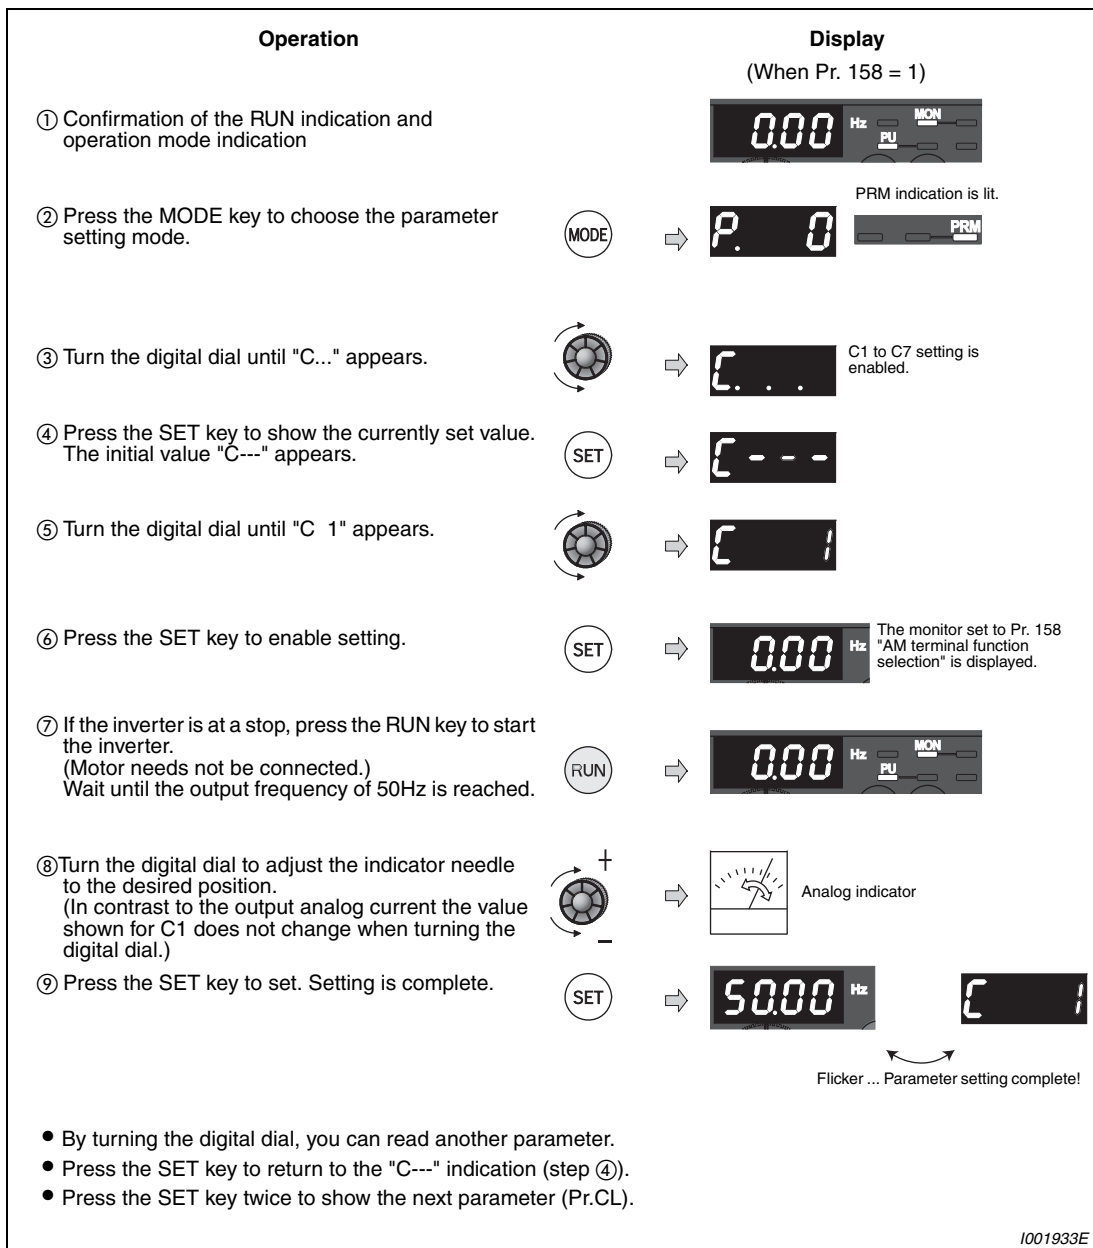 Operation
Display
(When Pr. 158 = 1)
① Confirmation of the RUN indication and
operation mode indication
0.00 Hz MON PU
② Press the MODE key to choose the parameter
setting mode.
MODE
P. 0
PRM indication is lit.
PRM
③ Turn the digital dial until "C..." appears.
C. . .
C1 to C7 setting is
enabled.
④ Press the SET key to show the currently set value.
The initial value "C---" appears.
SET
C - - -
⑤ Turn the digital dial until "C  1" appears.
C 1
⑥ Press the SET key to enable setting.
SET
0.00 Hz
The monitor set to Pr. 158
"AM terminal function
selection" is displayed.
⑦ If the inverter is at a stop, press the RUN key to start
the inverter.
(Motor needs not be connected.)
Wait until the output frequency of 50Hz is reached.
RUN
0.00 Hz MON PU
⑧Turn the digital dial to adjust the indicator needle
to the desired position.
(In contrast to the output analog current the value
shown for C1 does not change when turning the
digital dial.)
+
−
Analog indicator
⑨ Press the SET key to set. Setting is complete.
SET
50.00 Hz
C 1
Flicker ... Parameter setting complete!
• By turning the digital dial, you can read another parameter.
• Press the SET key to return to the "C---" indication (step ④).
• Press the SET key twice to show the next parameter (Pr.CL).
I001933E